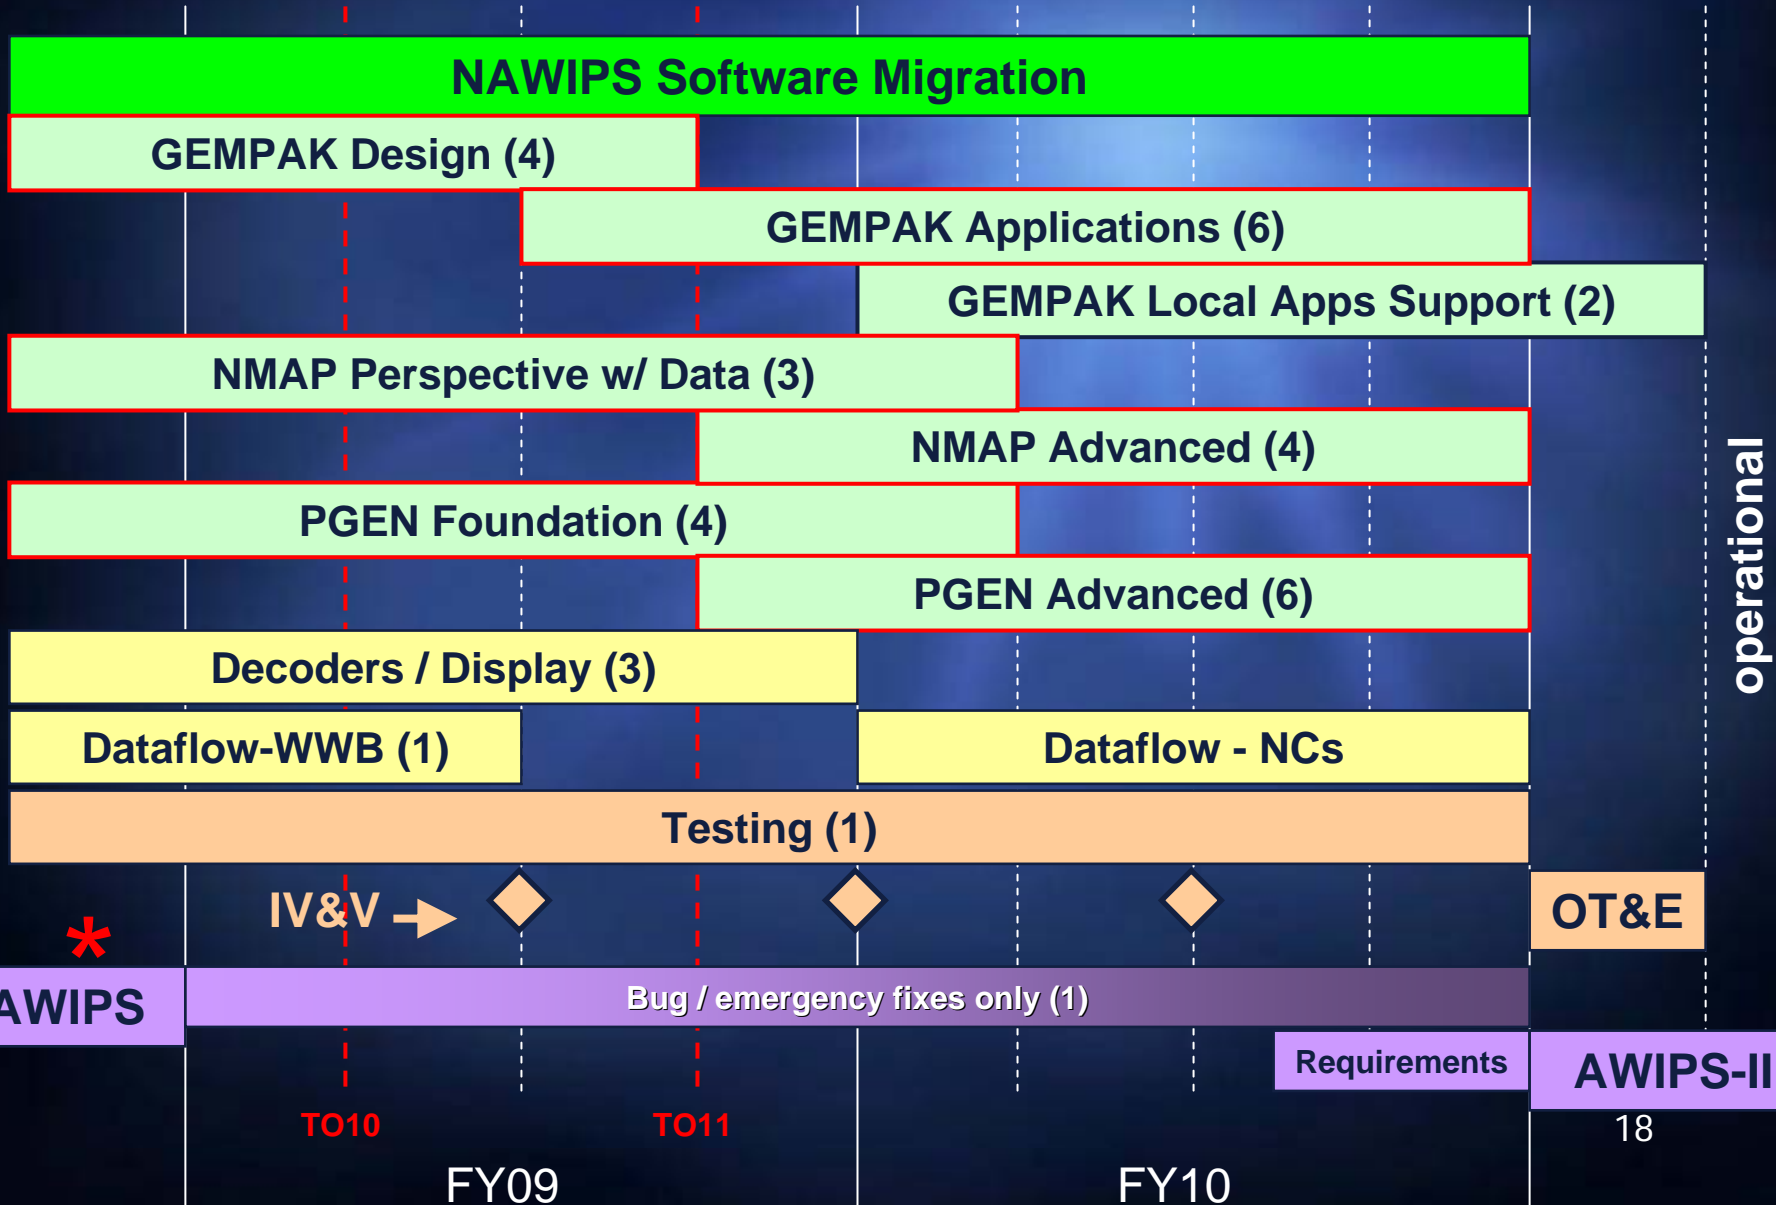 NAWIPS Software Migration
GEMPAK Design (4)
GEMPAK Applications (6)
GEMPAK Local Apps Support (2)
NMAP Perspective w/ Data (3)
NMAP Advanced (4)
PGEN Foundation (4)
PGEN Advanced (6)
operational
Decoders / Display (3)
Dataflow-WWB (1)
Dataflow - NCs
Testing (1)
IV&V
OT&E
*
AWIPS
Bug / emergency fixes only (1)
Requirements
AWIPS-II
TO10
TO11
18
FY09
FY10